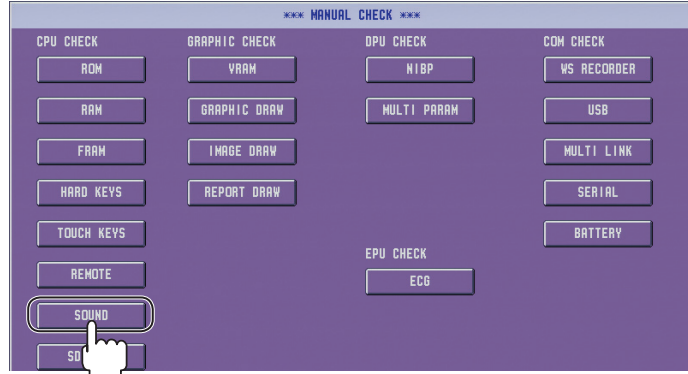 *** MANUAL CHECK ***
CPU CHECK
ROM
RAM
FRAM
HARD KEYS
TOUCH KEYS
REMOTE
SOUND
SD
GRAPHIC CHECK
VRAM
GRAPHIC DRAW
IMAGE DRAW
REPORT DRAW
DPU CHECK
NIBP
MULTI PARAM
EPU CHECK
ECG
COM CHECK
WS RECORDER
USB
MULTI LINK
SERIAL
BATTERY